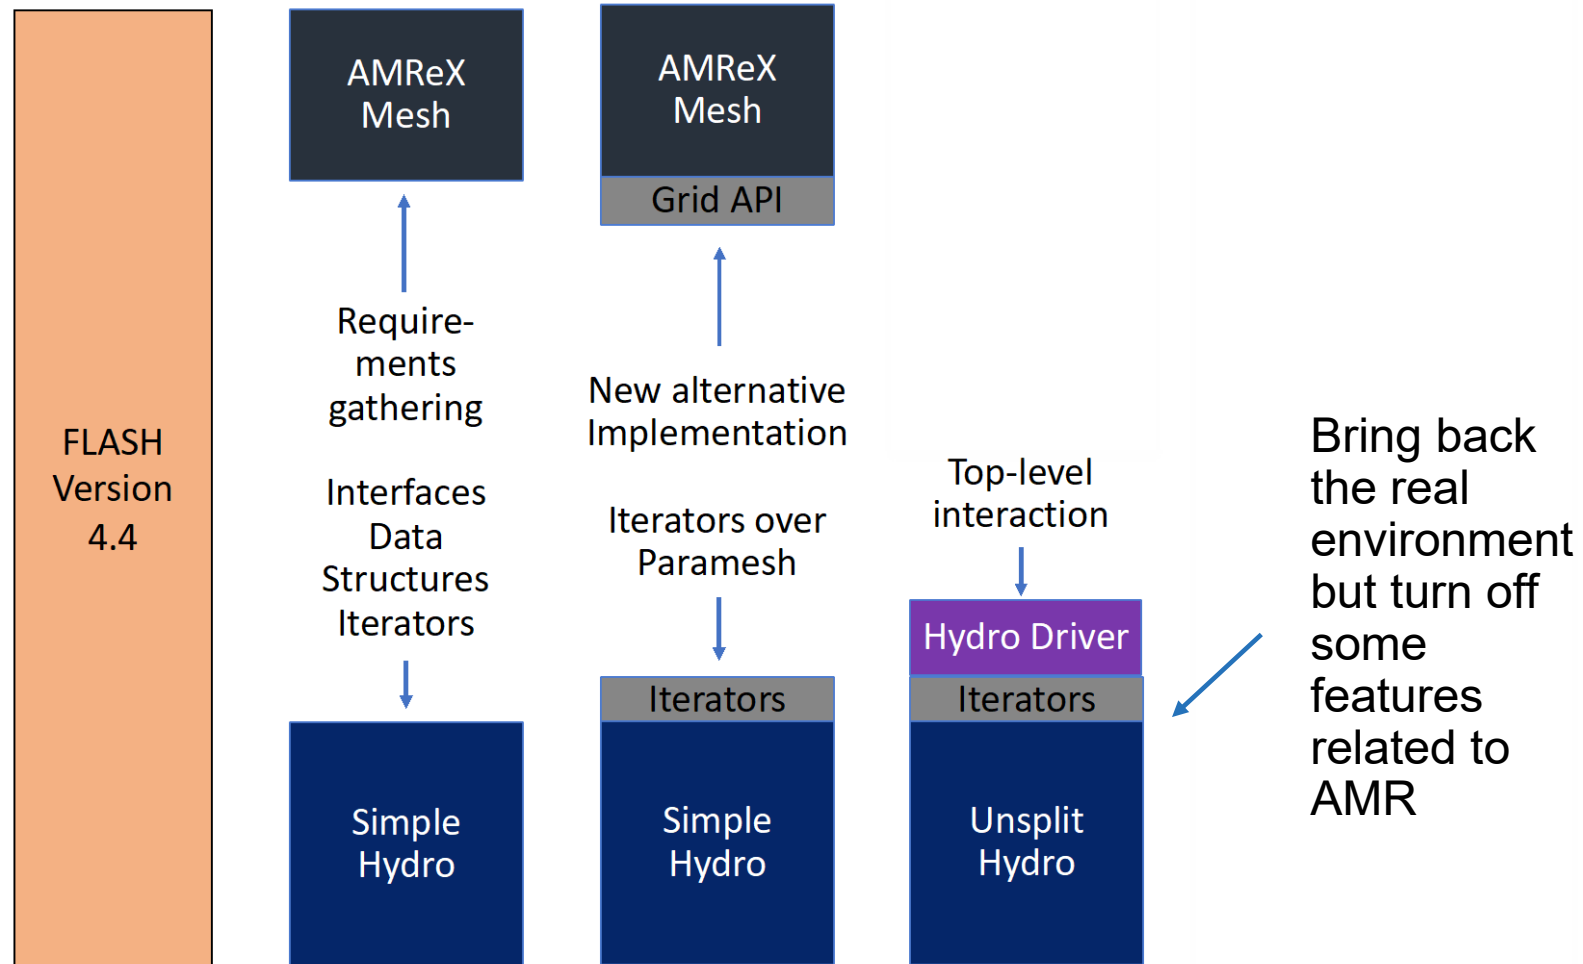 FLASH
Version
4.4
AMReX
Mesh
Require-
ments
gathering
Interfaces
Data
Structures
Iterators
Simple
Hydro
AMReX
Mesh
Grid API
New alternative
Implementation
Iterators over
Paramesh
Iterators
Simple
Hydro
Top-level
interaction
Hydro Driver
Iterators
Unsplit
Hydro
Bring back
the real
environment
but turn off
some
features
related to
AMR